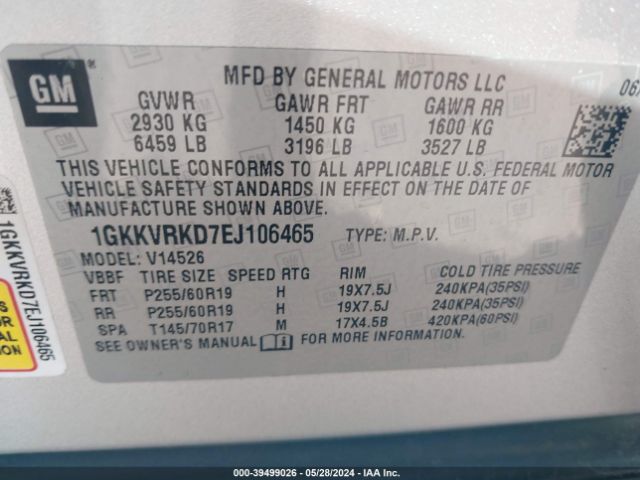 GM ®
MFD BY GENERAL MOTORS LLC
06/
GVWR GAWR FRT GAWR RR
2930 KG 1450 KG 1600 KG
6459 LB 3196 LB 3527 LB
THIS VEHICLE CONFORMS TO ALL APPLICABLE U.S. FEDERAL MOTOR
VEHICLE SAFETY STANDARDS IN EFFECT ON THE DATE OF
MANUFACTURE SHOWN ABOVE.
1GKKVRKD7EJ106465 TYPE: M.P.V.
MODEL: V14526
VBBF TIRE SIZE SPEED RTG RIM COLD TIRE PRESSURE
FRT P255/60R19 H 19X7.5J 240KPA(35PSI)
RR P255/60R19 H 19X7.5J 240KPA(35PSI)
SPA T145/70R17 M 17X4.5B 420KPA(60PSI)
SEE OWNER'S MANUAL FOR MORE INFORMATION
1GKKVRKD7EJ106465
FOR
TION
000-39499026 - 05/28/2024 - IAA Inc.